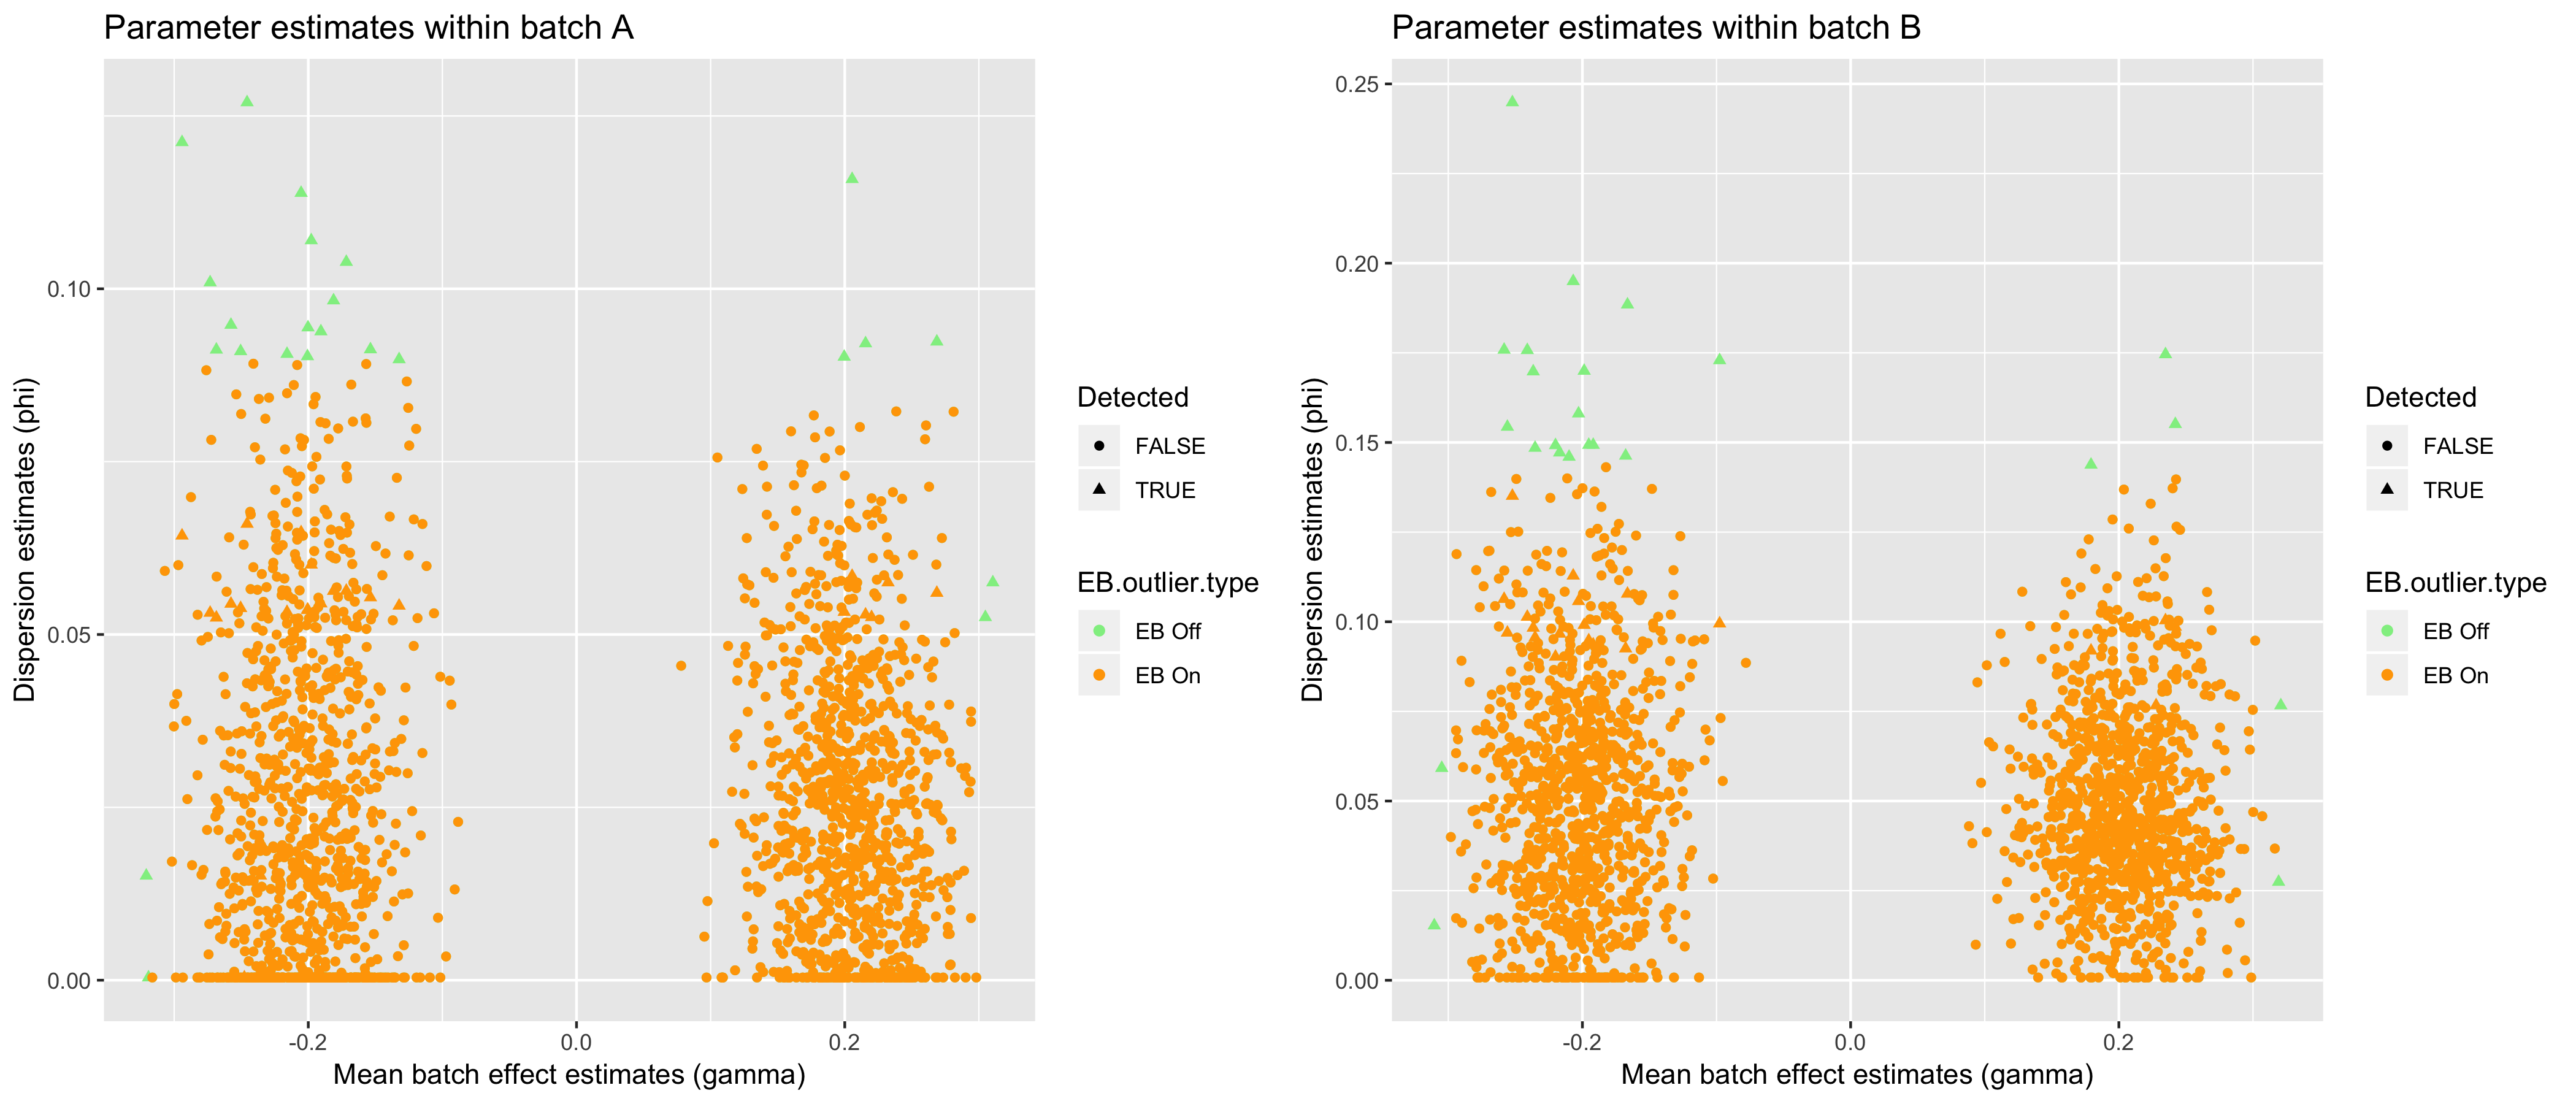 Parameter estimates within batch A
Dispersion estimates (phi)
0.10
0.05
0.00
-0.2
0.0
0.2
Mean batch effect estimates (gamma)
Detected
FALSE
TRUE
EB.outlier.type
EB Off
EB On
Parameter estimates within batch B
Dispersion estimates (phi)
0.25
0.20
0.15
0.10
0.05
0.00
-0.2
0.0
0.2
Mean batch effect estimates (gamma)
Detected
FALSE
TRUE
EB.outlier.type
EB Off
EB On